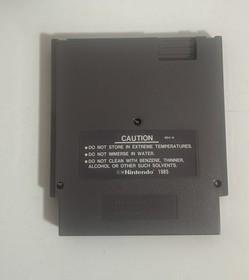 CAUTION
• DO NOT STORE IN EXTREME TEMPERATURES.
• DO NOT IMMERSE IN WATER.
• DO NOT CLEAN WITH BENZENE, THINNER,
ALCOHOL OR OTHER SUCH SOLVENTS.
©Nintendo 1985